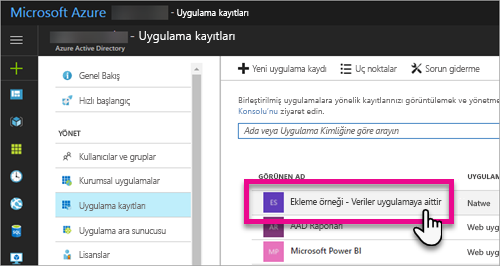 Microsoft Azure - Uygulama kayıtları
- Uygulama kayıtları
Azure Active Directory
Genel Bakış
Hızlı başlangıç
YÖNET
Kullanıcılar ve gruplar
Kurumsal uygulamalar
Uygulama kayıtları
Uygulama ara sunucusu
Lisanslar
Yeni uygulama kaydı
Uç noktalar
Sorun giderme
Birleştirilmiş uygulamalara yönelik kayıtlarınızı görüntülemek ve yönetme
Konsolu'nu ziyaret edin.
Ada veya Uygulama Kimliğine göre arayın
GÖRÜNEN AD
UYGULA
ES Ekleme örneği - Veriler uygulamaya aittir
Natwe
AR AAD Raporları
Web uyg
MP Microsoft Power BI
Web uyg